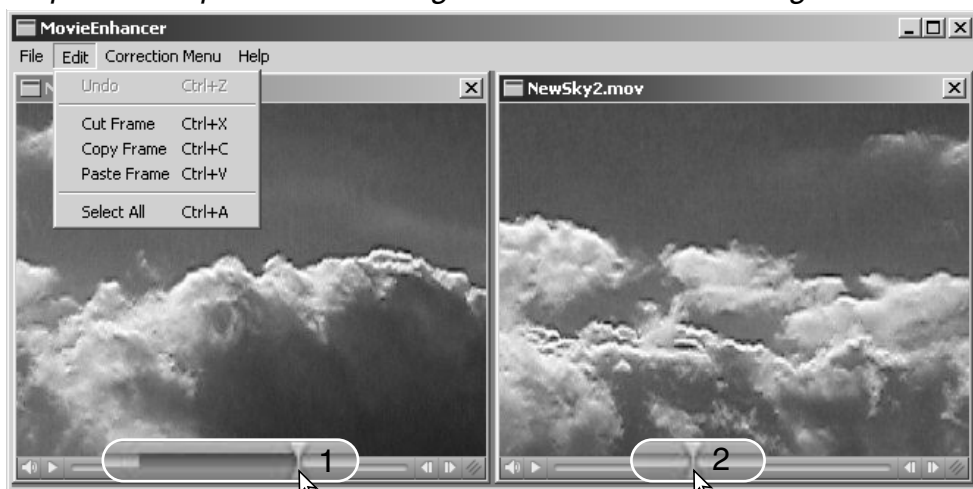 MovieEnhancer
File Edit Correction Menu Help
N
NewSky2.mov
Undo Ctrl+Z
Cut Frame Ctrl+X
Copy Frame Ctrl+C
Paste Frame Ctrl+V
Select All Ctrl+A
1
2